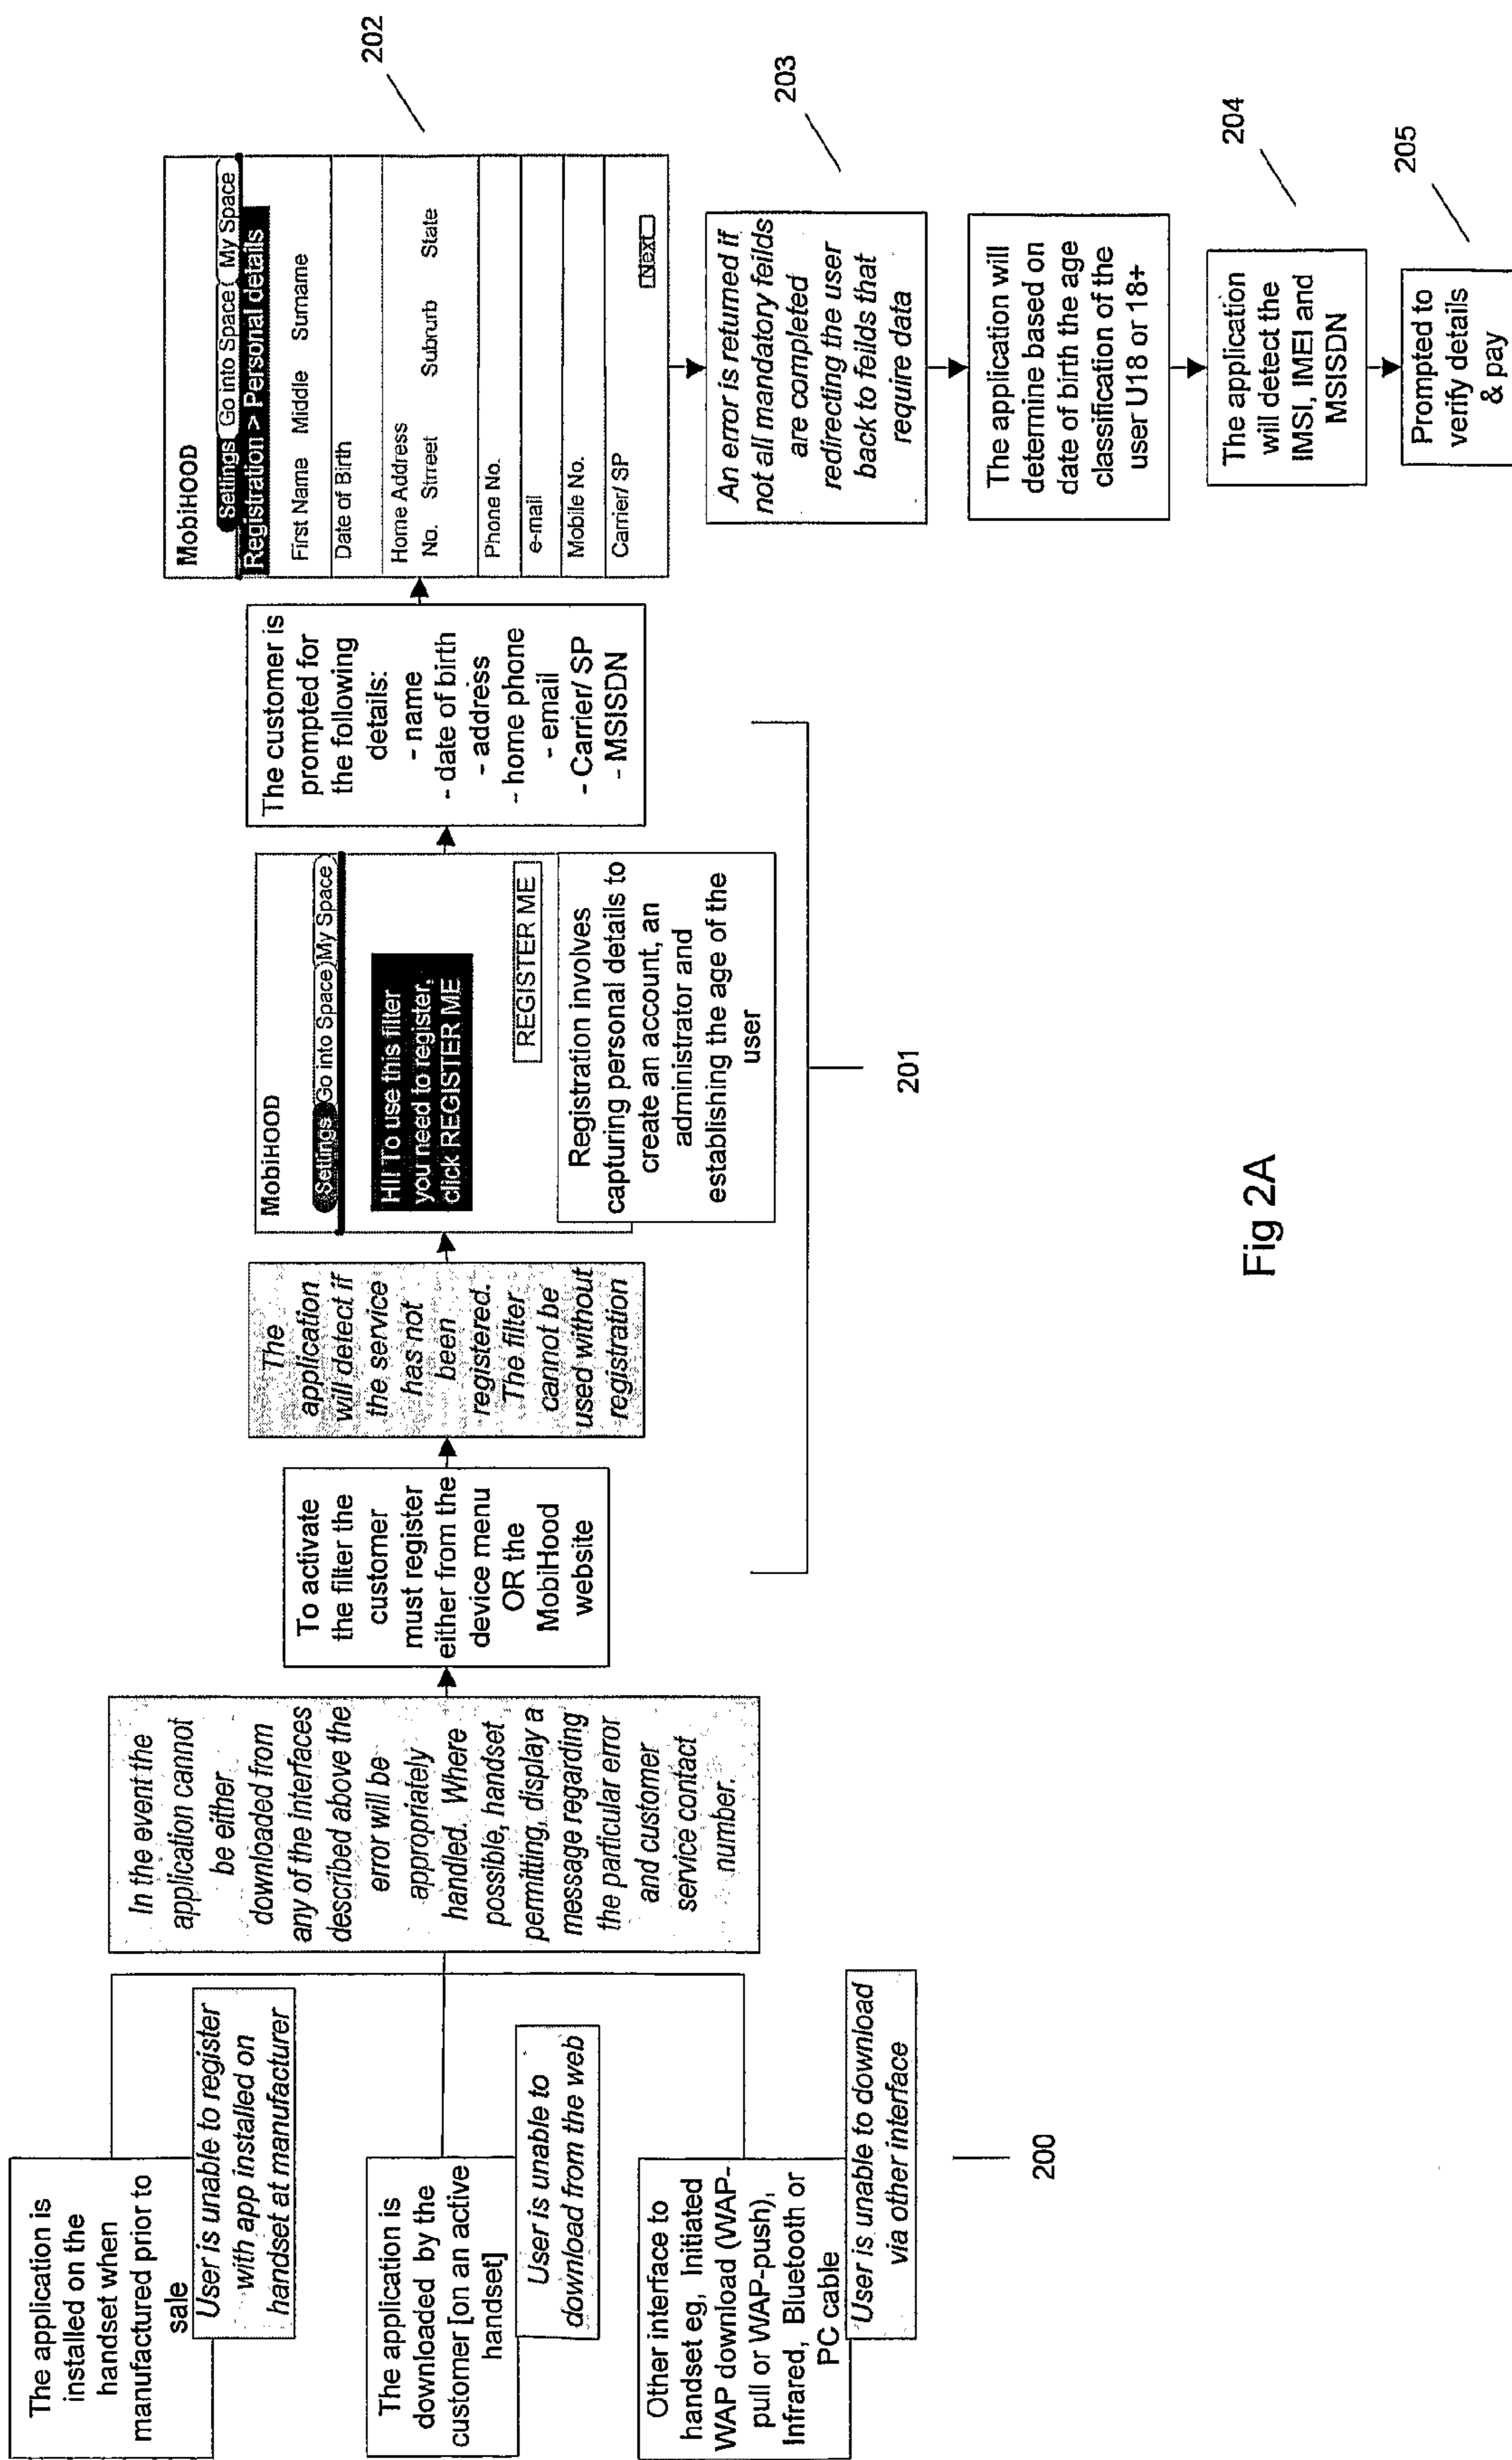 The application is
installed on the
handset when
manufactured prior to
sale
User is unable to register
with app installed on
handset at manufacturer
The application is
downloaded by the
customer [on an active
handset]
User is unable to
download from the web
Other interface to
handset eg, Initiated
WAP download (WAP-
pull or WAP-push),
Infrared, Bluetooth or
PC cable
User is unable to download
via other interface
200
In the event the
application cannot
be either
downloaded from
any of the interfaces
described above the
error will be
appropriately
handled. Where
possible, handset
permitting, display a
message regarding
the particular error
and customer
service contact
number.
To activate
the filter the
customer
must register
either from the
device menu
OR the
MobiHood
website
The
application
will detect if
the service
has not
been
registered.
The filter
cannot be
used without
registration
MobiHOOD
Settings Go into Space My Space
HI! To use this filter
you need to register,
click REGISTER ME
REGISTER ME
Registration involves
capturing personal details to
create an account, an
administrator and
establishing the age of the
user
The customer is
prompted for
the following
details:
- name
- date of birth
- address
- home phone
- email
- Carrier/ SP
- MSISDN
201
MobiHOOD
Settings Go into Space My Space
Registration > Personal details
First Name Middle Surname
Date of Birth
Home Address
No. Street Suburb State
Phone No.
e-mail
Mobile No.
Carrier/ SP
Next
202
An error is returned if
not all mandatory feilds
are completed
redirecting the user
back to feilds that
require data
203
The application will
determine based on
date of birth the age
classification of the
user U18 or 18+
The application
will detect the
IMSI, IMEI and
MSISDN
204
Prompted to
verify details
& pay
205
Fig 2A